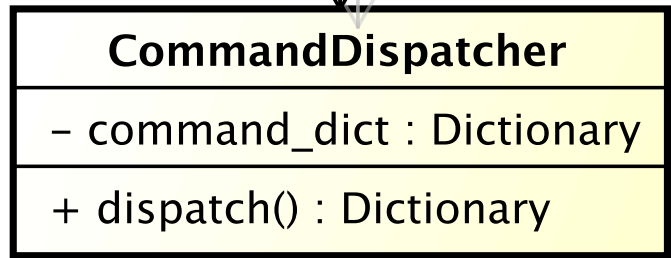 CommandDispatcher
- command_dict : Dictionary
+ dispatch() : Dictionary